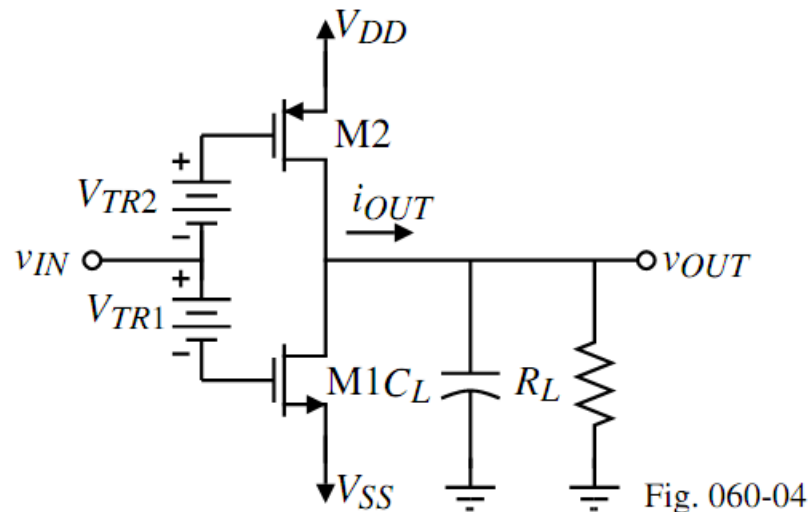 VDD
M2
+
VTR2
iOUT
−
vIN
vOUT
+
VTR1
−
M1
CL
RL
VSS
Fig. 060-04